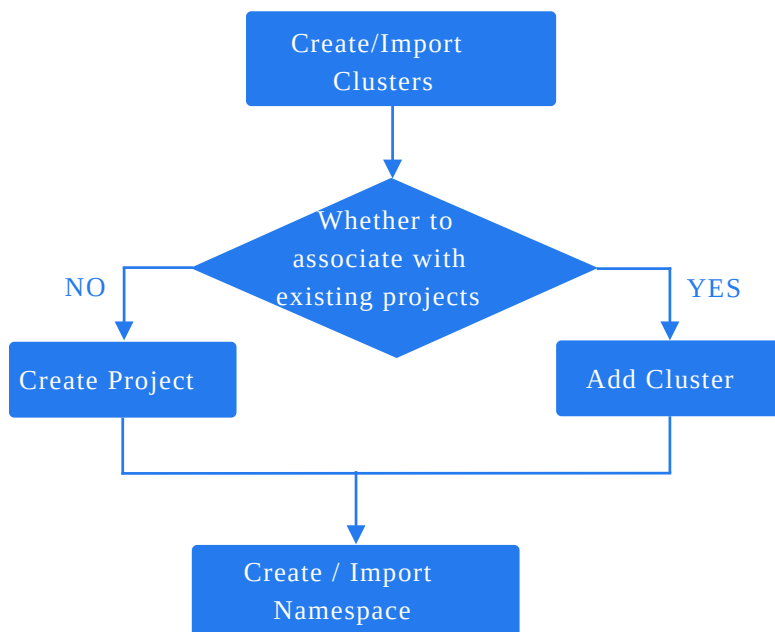 Create/Import
Clusters
Whether to
associate with
existing projects
NO
YES
Create Project
Add Cluster
Create / Import
Namespace